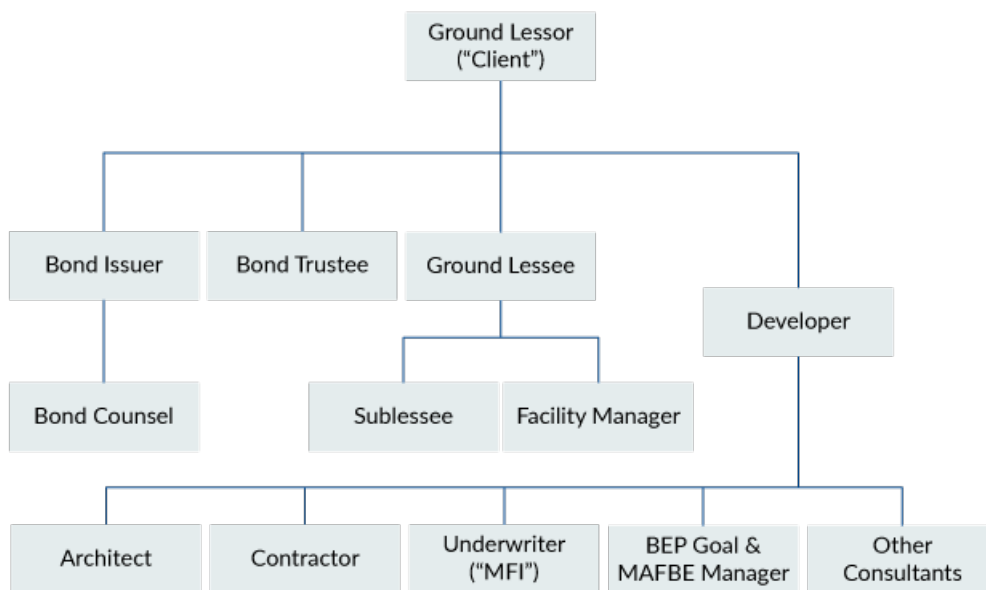 Ground Lessor
(“Client”)
Bond Issuer
Bond Trustee
Ground Lessee
Developer
Bond Counsel
Sublessee
Facility Manager
Architect
Contractor
Underwriter
(“MFI”)
BEP Goal &
MAFBE Manager
Other
Consultants